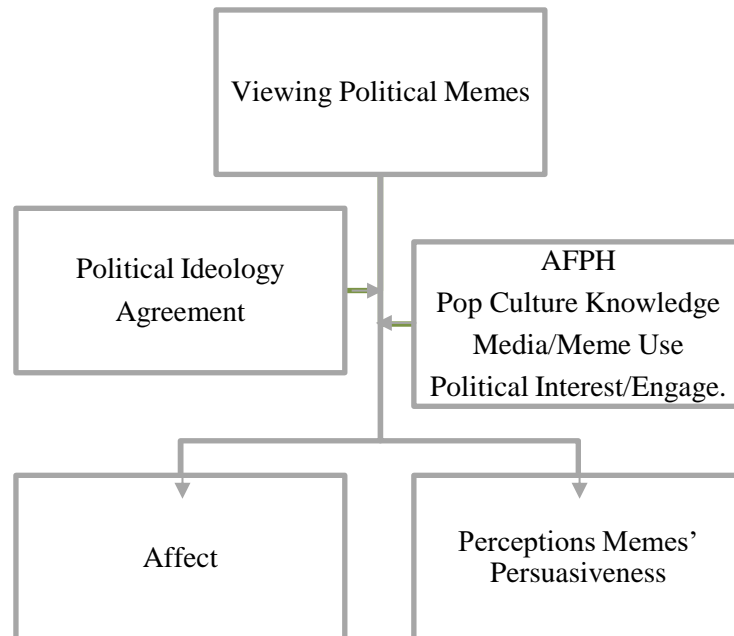 Viewing Political Memes
Political Ideology
Agreement
AFPH
Pop Culture Knowledge
Media/Meme Use
Political Interest/Engage.
Affect
Perceptions Memes’
Persuasiveness